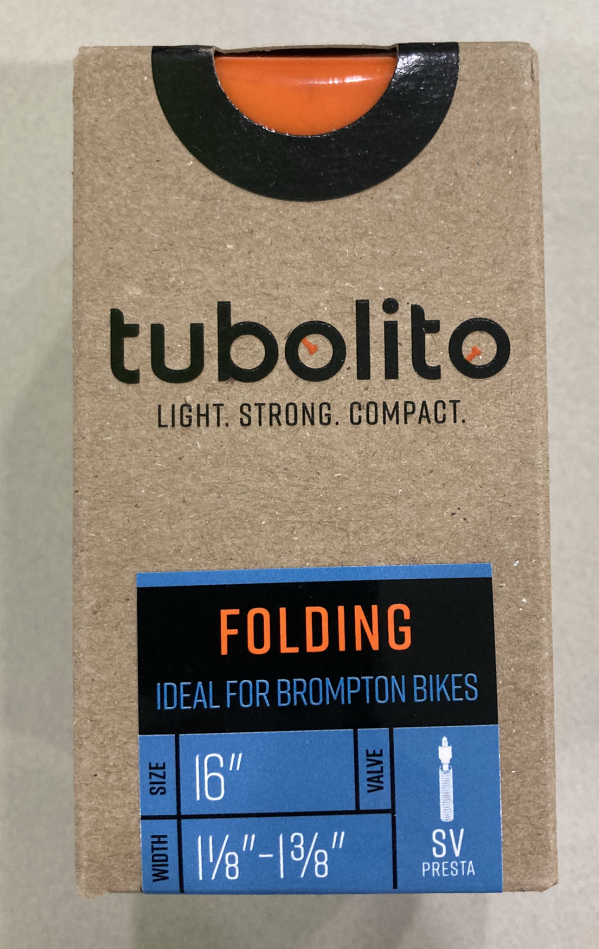 tubolito
LIGHT. STRONG. COMPACT.
FOLDING
IDEAL FOR BROMPTON BIKES
SIZE
16"
VALVE
WIDTH
1⅛"-1⅜"
SV
PRESTA